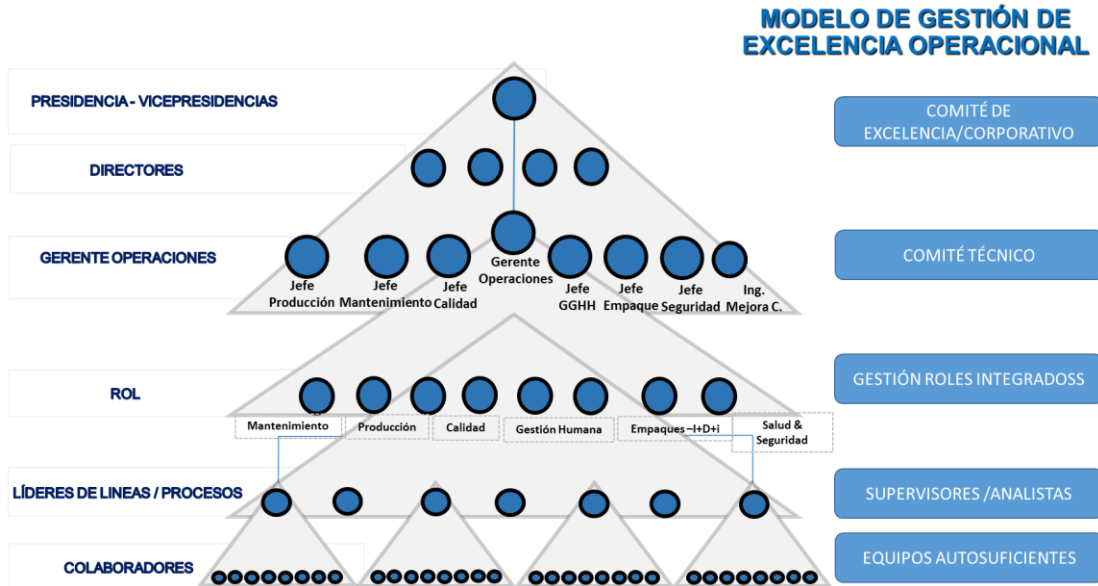 MODELO DE GESTIÓN DE
EXCELENCIA OPERACIONAL
PRESIDENCIA - VICEPRESIDENCIAS
COMITÉ DE
EXCELENCIA/CORPORATIVO
DIRECTORES
GERENTE OPERACIONES
COMITÉ TÉCNICO
Jefe
Producción
Jefe
Mantenimiento
Jefe
Calidad
Gerente
Operaciones
Jefe
GGHH
Jefe
Empaque
Jefe
Seguridad
Ing.
Mejora C.
ROL
GESTIÓN ROLES INTEGRADOSS
Mantenimiento
Producción
Calidad
Gestión Humana
Empaques –I+D+i
Salud &
Seguridad
LÍDERES DE LINEAS / PROCESOS
SUPERVISORES /ANALISTAS
COLABORADORES
EQUIPOS AUTOSUFICIENTES